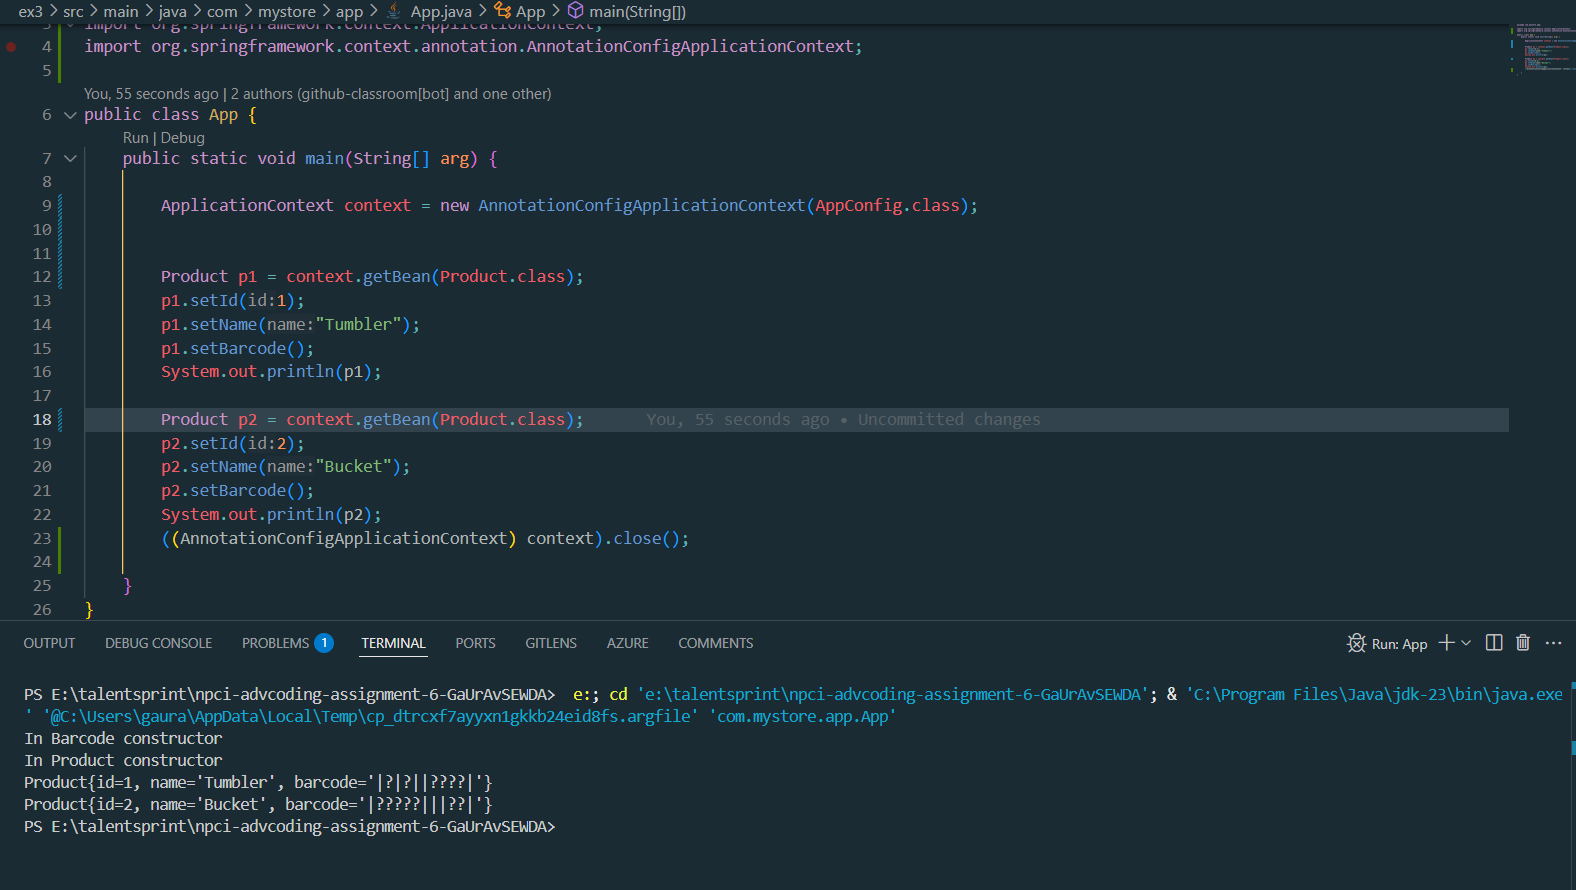 ex3 > src > main > java > com > mystore > app > App.java > App > main(String[])
3 import org.springframework.context.ApplicationContext;
4 import org.springframework.context.annotation.AnnotationConfigApplicationContext;
5
You, 55 seconds ago | 2 authors (github-classroom[bot] and one other)
6 public class App {
Run | Debug
7 public static void main(String[] arg) {
8
9 ApplicationContext context = new AnnotationConfigApplicationContext(AppConfig.class);
10
11
12 Product p1 = context.getBean(Product.class);
13 p1.setId(id:1);
14 p1.setName(name:"Tumbler");
15 p1.setBarcode();
16 System.out.println(p1);
17
18 Product p2 = context.getBean(Product.class); You, 55 seconds ago • Uncommitted changes
19 p2.setId(id:2);
20 p2.setName(name:"Bucket");
21 p2.setBarcode();
22 System.out.println(p2);
23 ((AnnotationConfigApplicationContext) context).close();
24
25 }
26 }
OUTPUT DEBUG CONSOLE PROBLEMS 1 TERMINAL PORTS GITLENS AZURE COMMENTS Run: App
PS E:\talentsprint\npci-advcoding-assignment-6-GaUrAvSEWDA> e:; cd 'e:\talentsprint\npci-advcoding-assignment-6-GaUrAvSEWDA'; & 'C:\Program Files\Java\jdk-23\bin\java.exe
' '@C:\Users\gaura\AppData\Local\Temp\cp_dtrcxf7ayyxn1gkkb24eid8fs.argfile' 'com.mystore.app.App'
In Barcode constructor
In Product constructor
Product{id=1, name='Tumbler', barcode='|?|?||????|'}
Product{id=2, name='Bucket', barcode='|?????|||??|'}
PS E:\talentsprint\npci-advcoding-assignment-6-GaUrAvSEWDA>